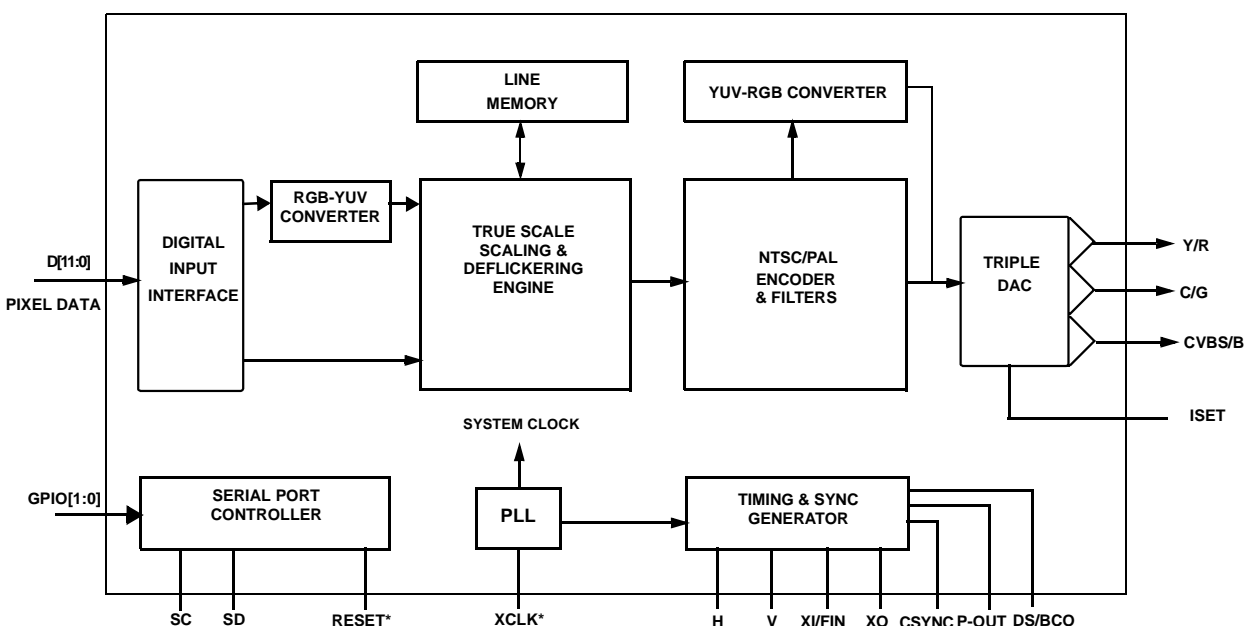 LINE
MEMORY
YUV-RGB CONVERTER
RGB-YUV
CONVERTER
TRUE SCALE
SCALING &
DEFLICKERING
ENGINE
DIGITAL
INPUT
INTERFACE
NTSC/PAL
ENCODER
& FILTERS
TRIPLE
DAC
D[11:0]
PIXEL DATA
Y/R
C/G
CVBS/B
ISET
SYSTEM CLOCK
GPIO[1:0]
SERIAL PORT
CONTROLLER
PLL
TIMING & SYNC
GENERATOR
SC SD RESET* XCLK* H V XI/FIN XO CSYNC P-OUT DS/BCO